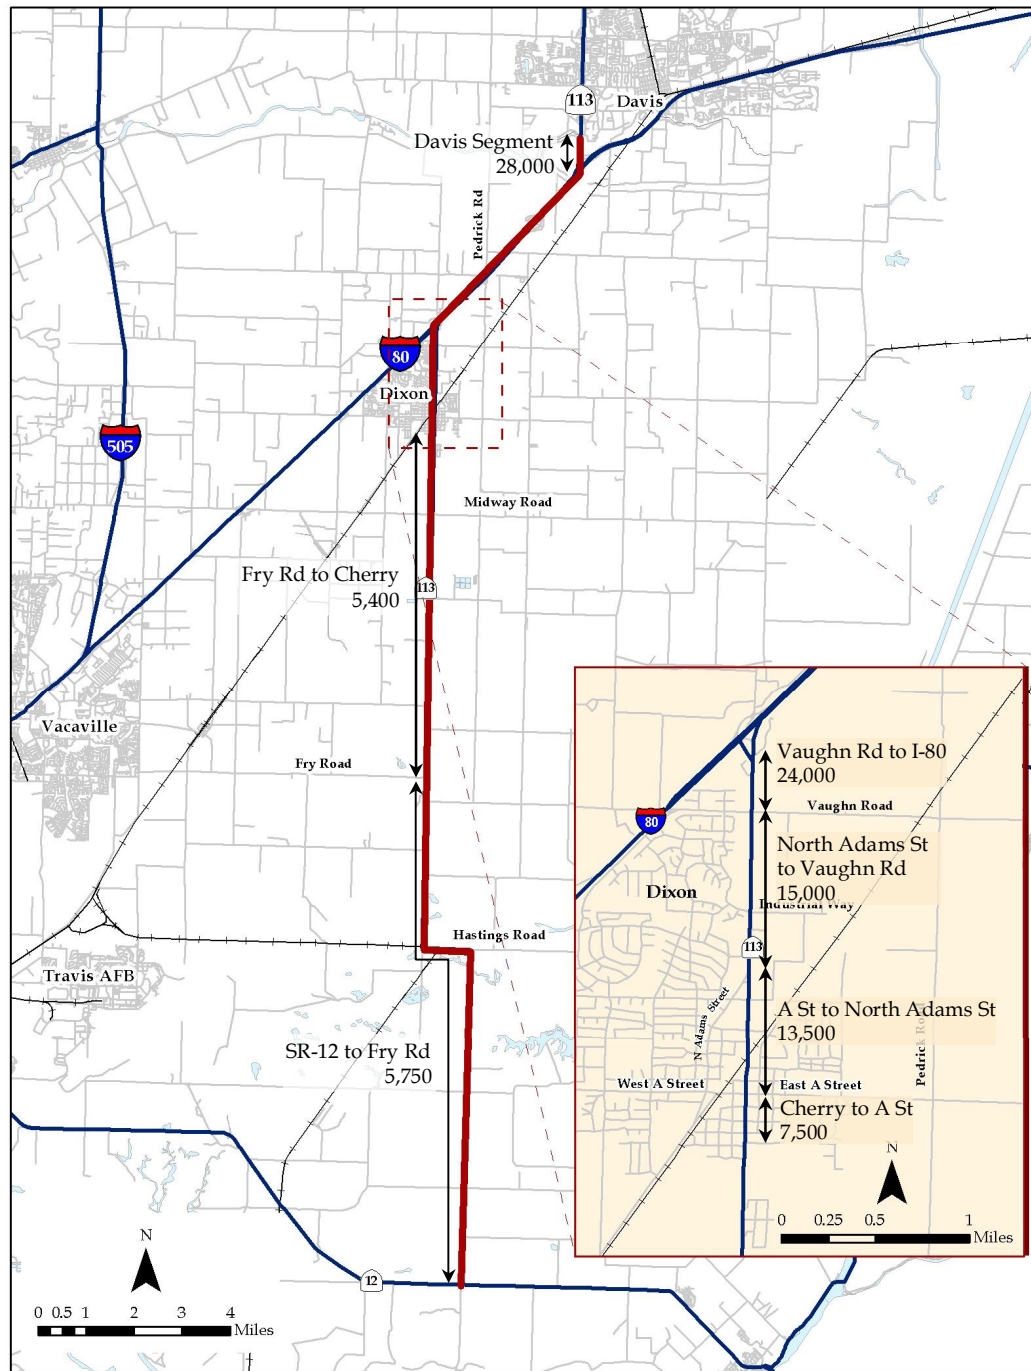 113
Davis
Davis Segment
28,000
Pedrick Rd
80
Dixon
505
Midway Road
Fry Rd to Cherry
5,400
113
Vacaville
Fry Road
Hastings Road
Travis AFB
SR-12 to Fry Rd
5,750
12
N
0 0.5 1 2 3 4
Miles
Vaughn Rd to I-80
24,000
Vaughn Road
80
North Adams St
to Vaughn Rd
15,000
Dixon
Industrial Way
113
N Adams Street
A St to North Adams St
13,500
Pedrick Road
West A Street
East A Street
Cherry to A St
7,500
N
0 0.25 0.5 1
Miles